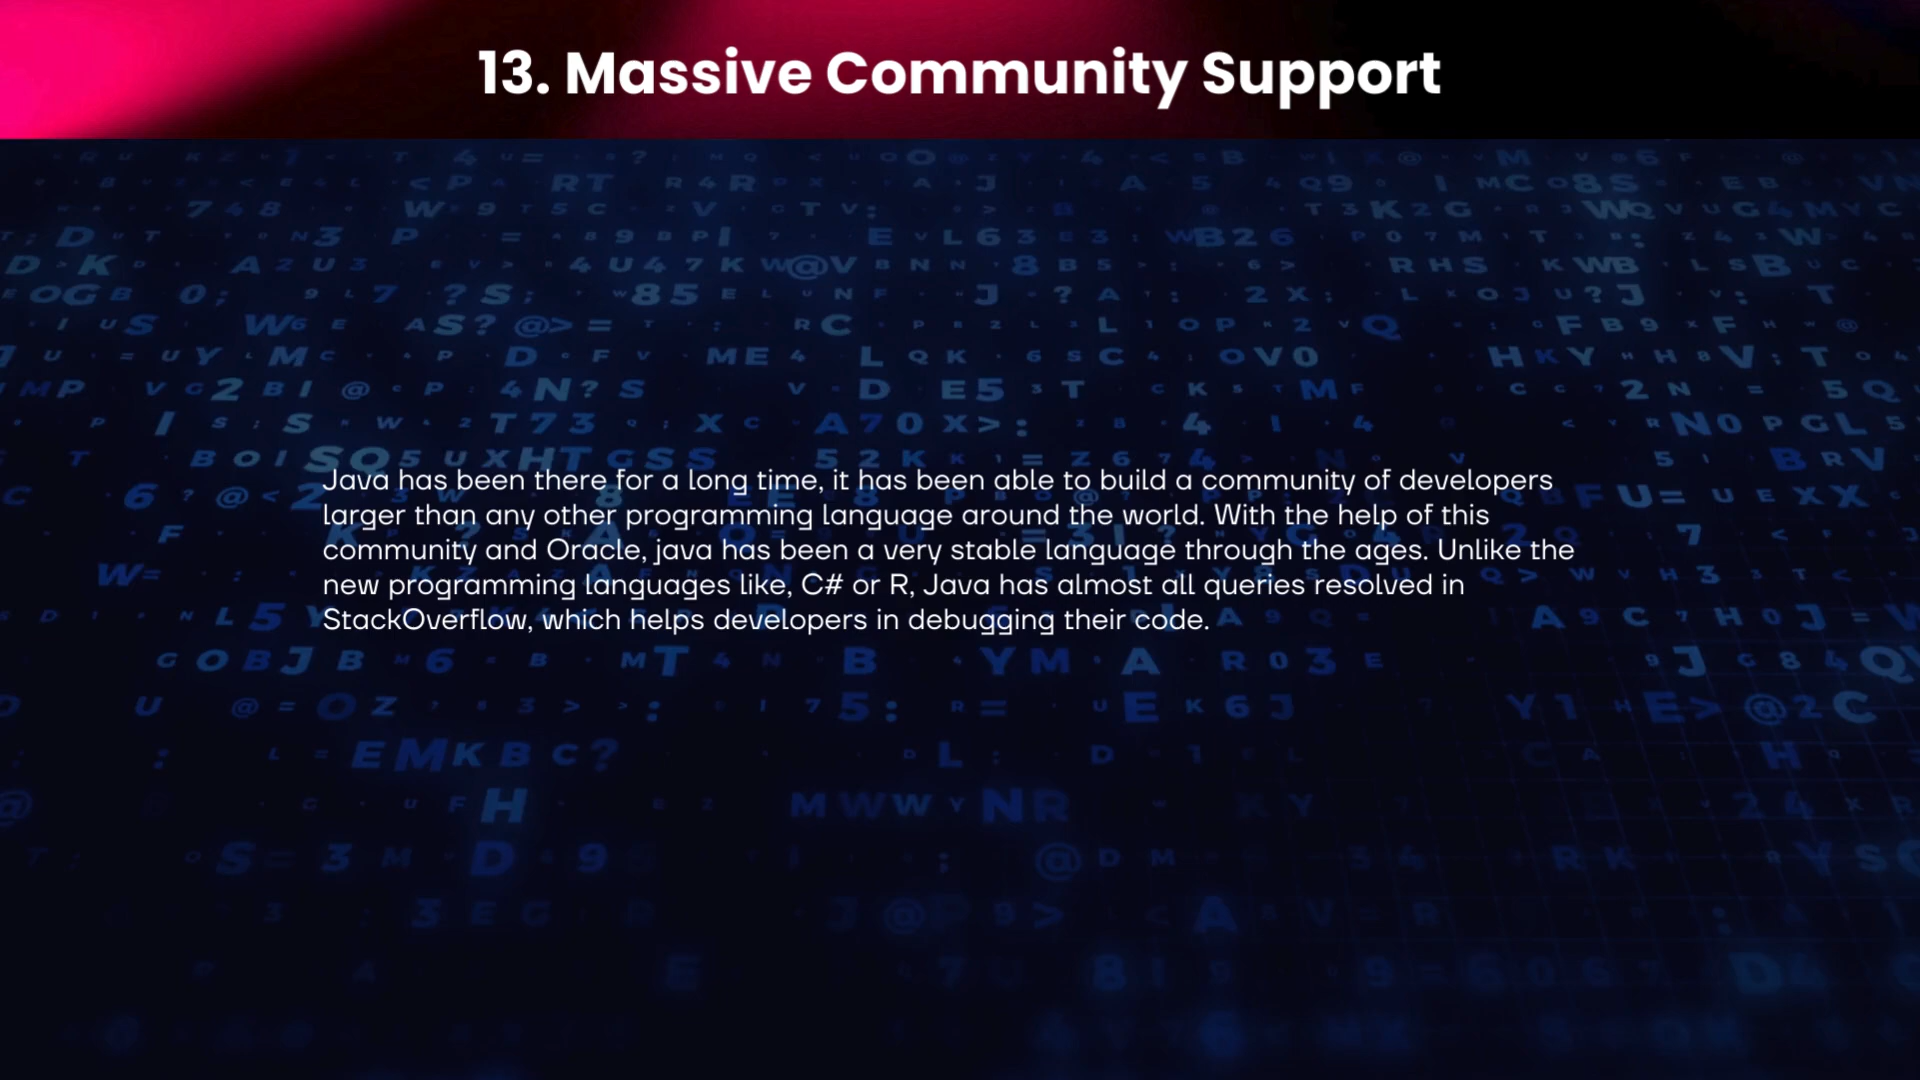 13. Massive Community Support
Java has been there for a long time, it has been able to build a community of developers
larger than any other programming language around the world. With the help of this
community and Oracle, java has been a very stable language through the ages. Unlike the
new programming languages like, C# or R, Java has almost all queries resolved in
StackOverflow, which helps developers in debugging their code.